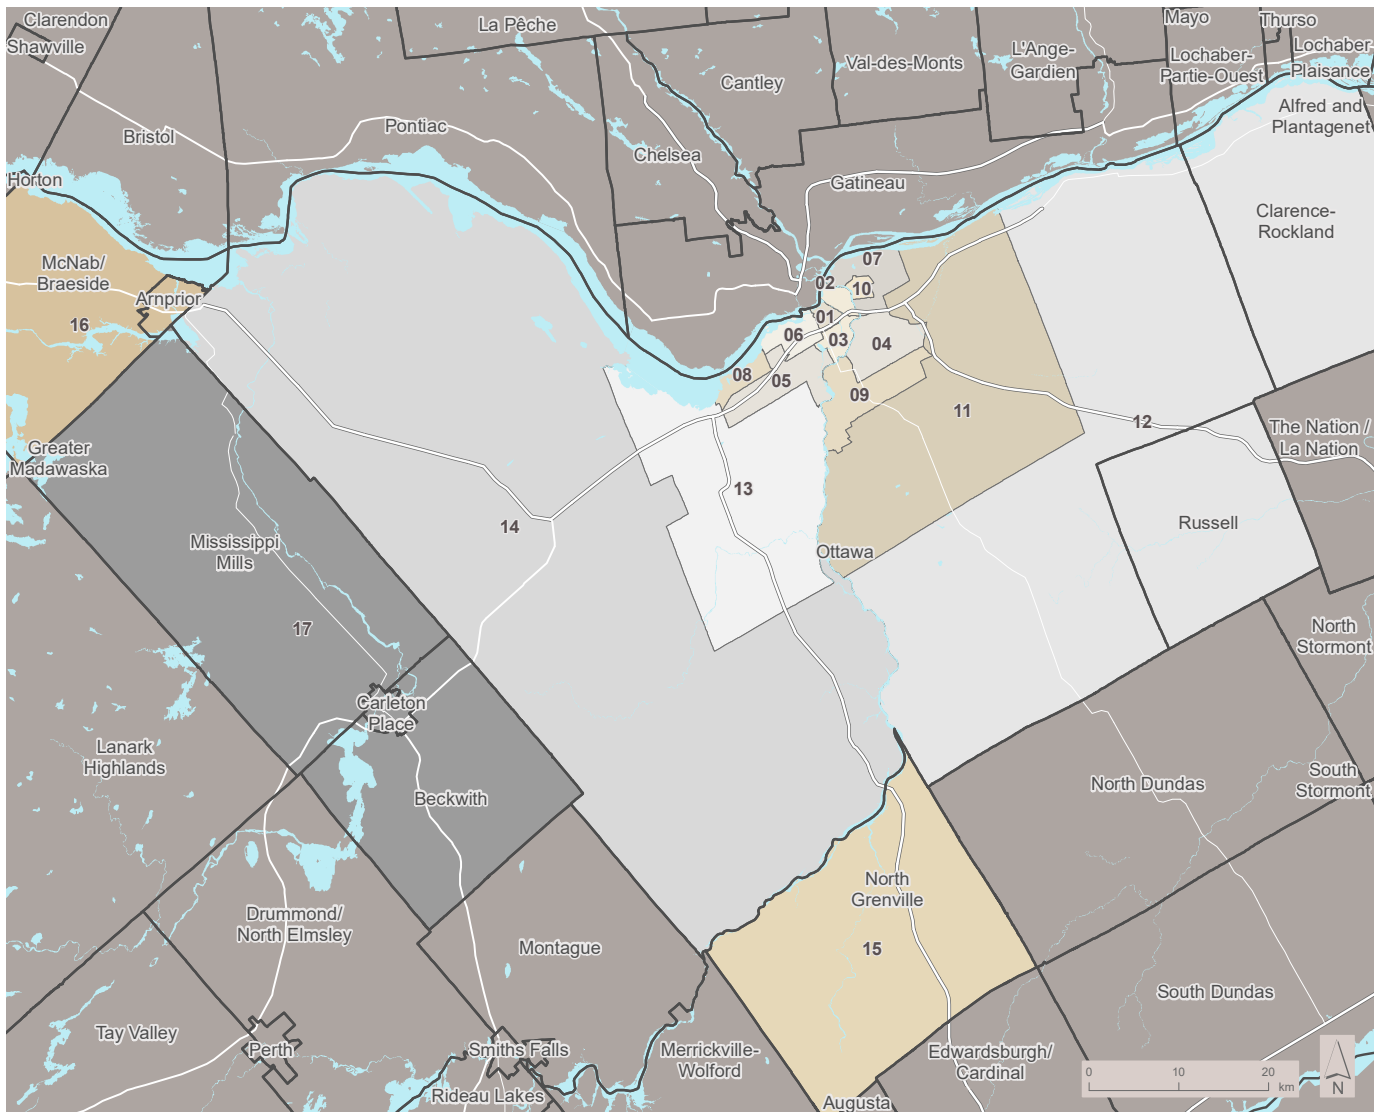 Clarendon
Shawville
La Pêche
Mayo
Thurso
Cantley
Val-des-Monts
L'Ange-
Gardien
Lochaber-
Partie-Ouest
Lochaber-
Plaisance
Alfred and
Plantagenet
Bristol
Pontiac
Chelsea
Gatineau
Horton
Clarence-
Rockland
McNab/
Braeside
Arnprior
16
07
02
10
01
06
03
04
08
05
09
11
12
Greater
Madawaska
The Nation /
La Nation
13
14
Russell
Mississippi
Mills
Ottawa
17
North
Stormont
Carleton
Place
Lanark
Highlands
Beckwith
North Dundas
South
Stormont
North
Grenville
15
Drummond/
North Elmsley
Montague
South Dundas
Tay Valley
Perth
Smiths Falls
Merrickville-
Wolford
Edwardsburgh/
Cardinal
Rideau Lakes
Augusta
0 10 20
km
N